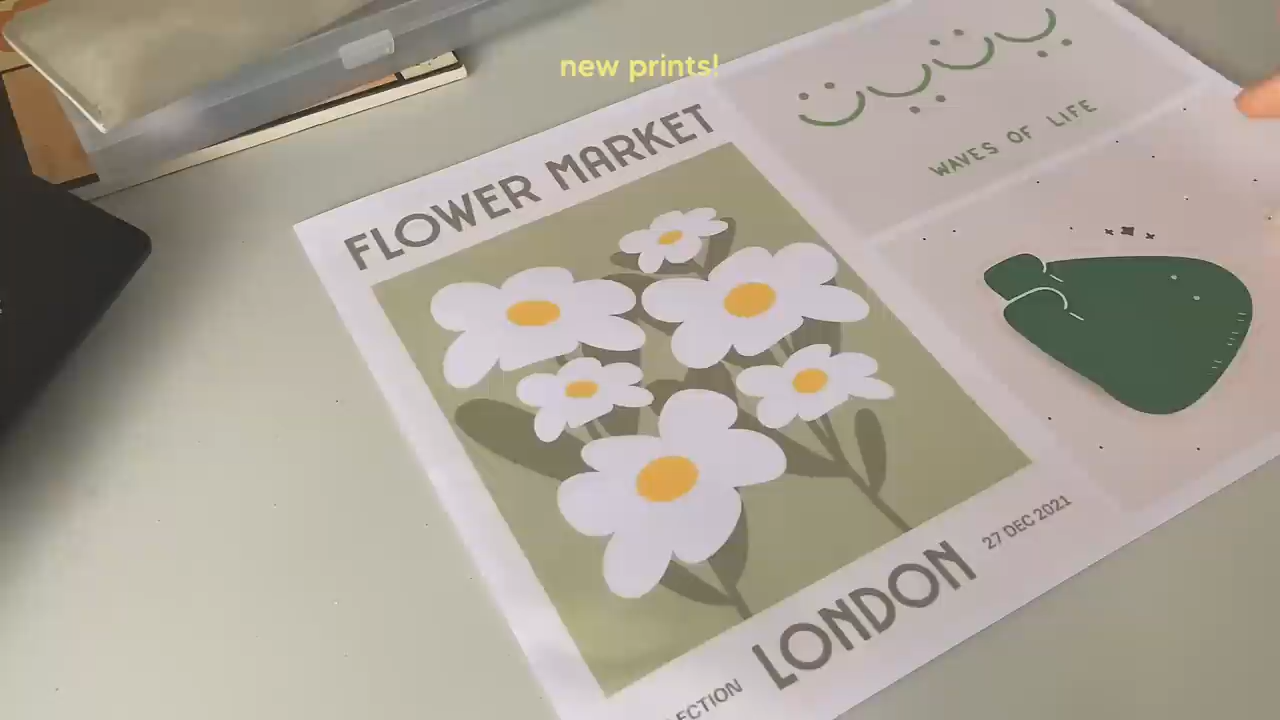 new prints!
FLOWER MARKET
WAVES OF LIFE
27 DEC 2021
LONDON